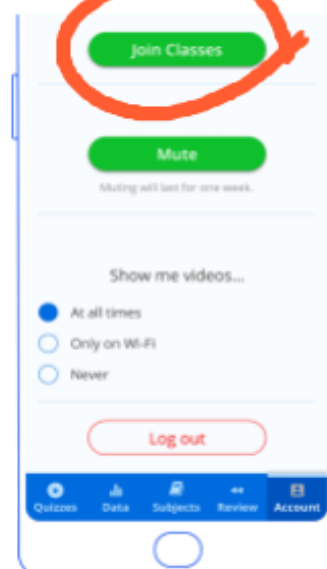 Join Classes
Mute
Muting will last for one week.
Show me videos...
At all times
Only on Wi-Fi
Never
Log out
Quizzes Data Subjects Review Account